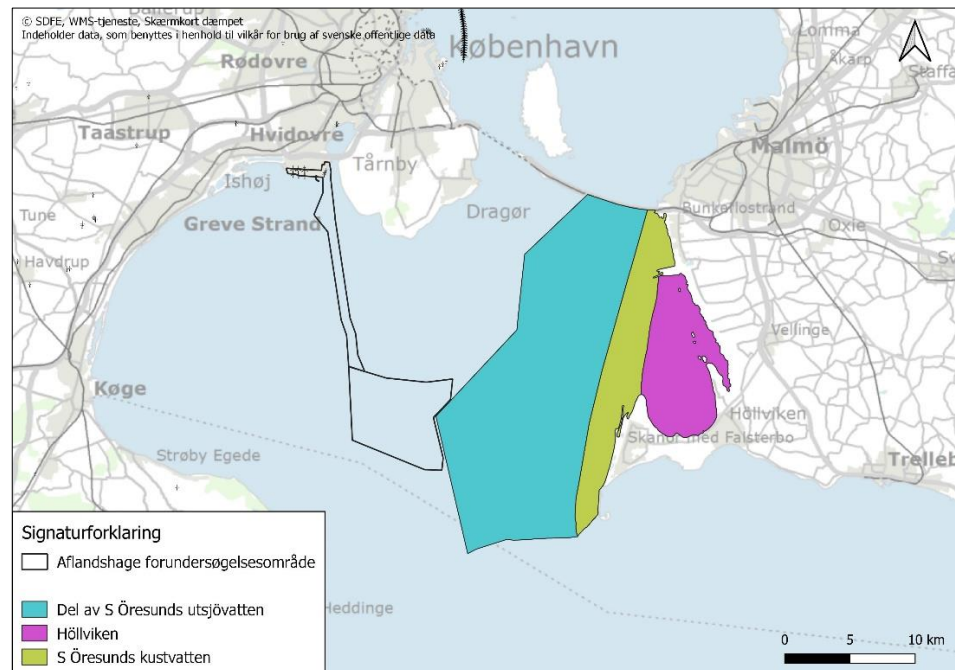 © SDFE, WMS-tjeneste, Skærmkort dæmpet
Indeholder data, som benyttes i henhold til vilkår for brug af svenske offentlige data
Ballerup
København
Lomma
Åkarp
Staffa
Rødovre
Taastrup
Hvidovre
Malmö
Tårnby
Ishøj
Tune
Greve Strand
Dragør
Bunkeflostrand
Oxie
Sv
Havdrup
Vellinge
Køge
Höllviken
Strøby Egede
Skanör med Falsterbo
Trelleb
Signaturforklaring
Aflandshage forundersøgelsesområde
Del av S Öresunds utsjövatten
Höllviken
S Öresunds kustvatten
Heddinge
0 5 10 km